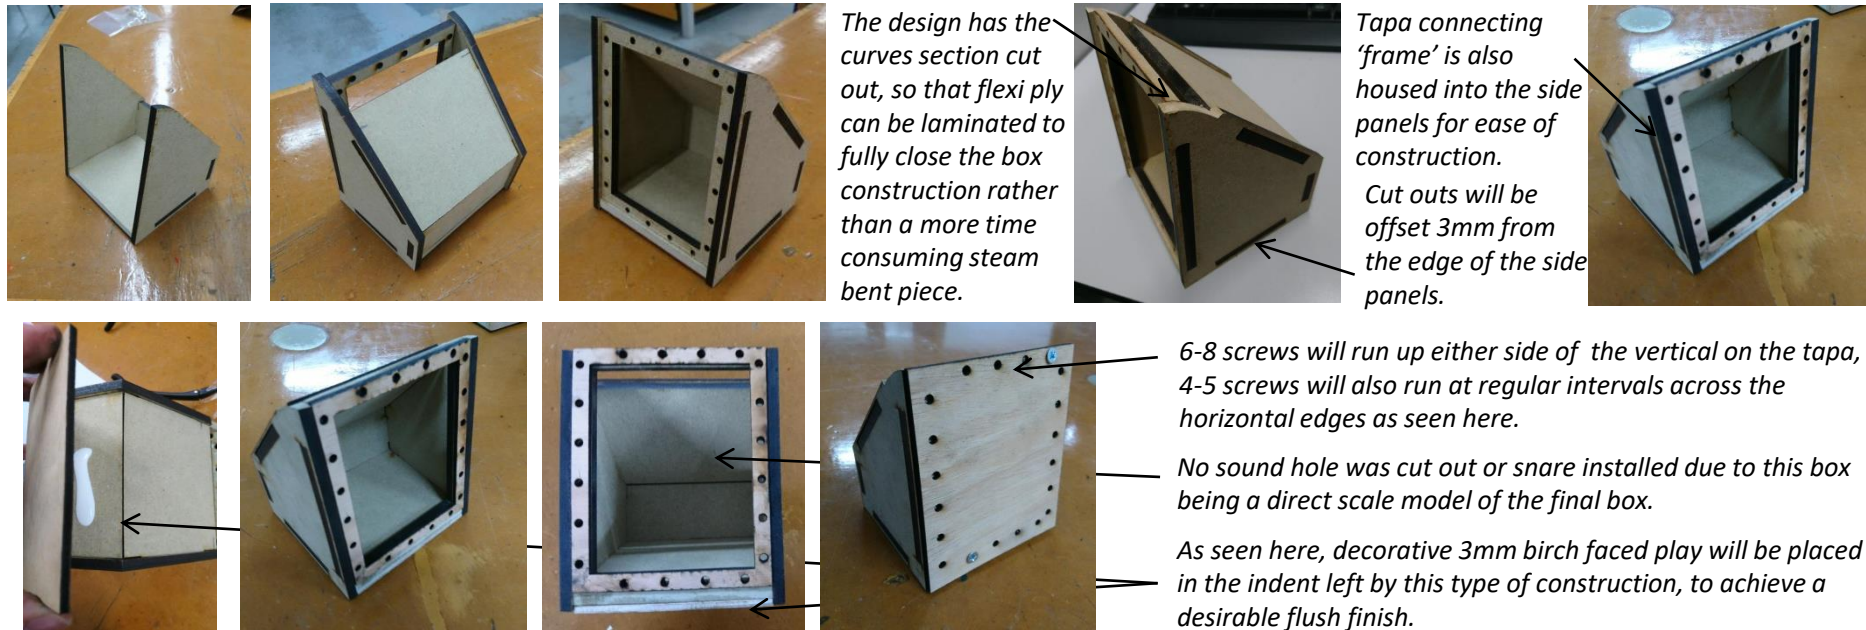 The design has the
curves section cut
out, so that flexi ply
can be laminated to
fully close the box
construction rather
than a more time
consuming steam
bent piece.
Tapa connecting
‘frame’ is also
housed into the side
panels for ease of
construction.
Cut outs will be
offset 3mm from
the edge of the side
panels.
6-8 screws will run up either side of the vertical on the tapa,
4-5 screws will also run at regular intervals across the
horizontal edges as seen here.
No sound hole was cut out or snare installed due to this box
being a direct scale model of the final box.
As seen here, decorative 3mm birch faced play will be placed
in the indent left by this type of construction, to achieve a
desirable flush finish.